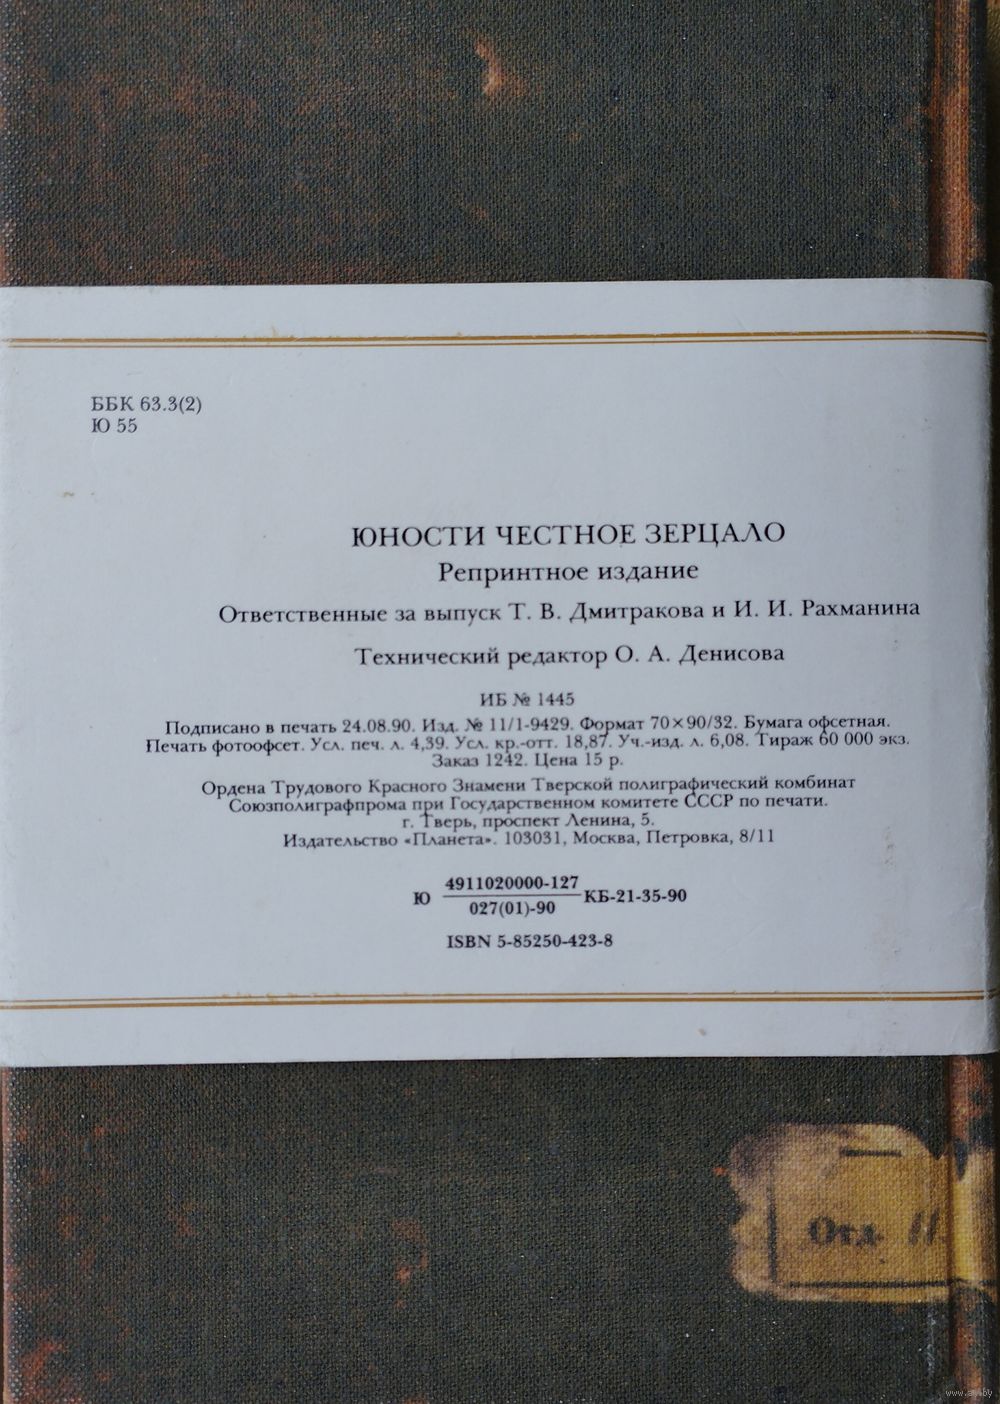 ББК 63.3(2)
Ю 55
ЮНОСТИ ЧЕСТНОЕ ЗЕРЦАЛО
Репринтное издание
Ответственные за выпуск Т. В. Дмитракова и И. И. Рахманина
Технический редактор О. А. Денисова
ИБ № 1445
Подписано в печать 24.08.90. Изд. № 11/1-9429. Формат 70×90/32. Бумага офсетная.
Печать фотоофсет. Усл. печ. л. 4,39. Усл. кр.-отт. 18,87. Уч.-изд. л. 6,08. Тираж 60 000 экз.
Заказ 1242. Цена 15 р.
Ордена Трудового Красного Знамени Тверской полиграфический комбинат
Союзполиграфпрома при Государственном комитете СССР по печати.
г. Тверь, проспект Ленина, 5.
Издательство «Планета». 103031, Москва, Петровка, 8/11
Ю 4911020000-127 КБ-21-35-90
027(01)-90
ISBN 5-85250-423-8
Отд.